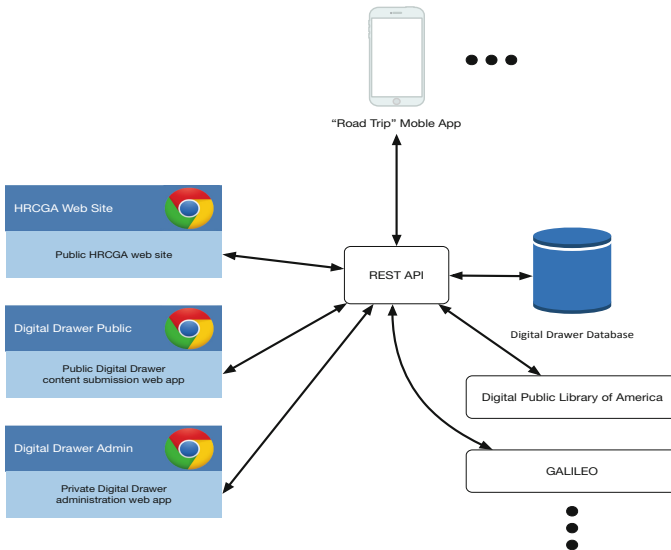 “Road Trip” Moble App
HRCGA Web Site
Public HRCGA web site
REST API
Digital Drawer Database
Digital Drawer Public
Public Digital Drawer
content submission web app
Digital Public Library of America
Digital Drawer Admin
Private Digital Drawer
administration web app
GALILEO